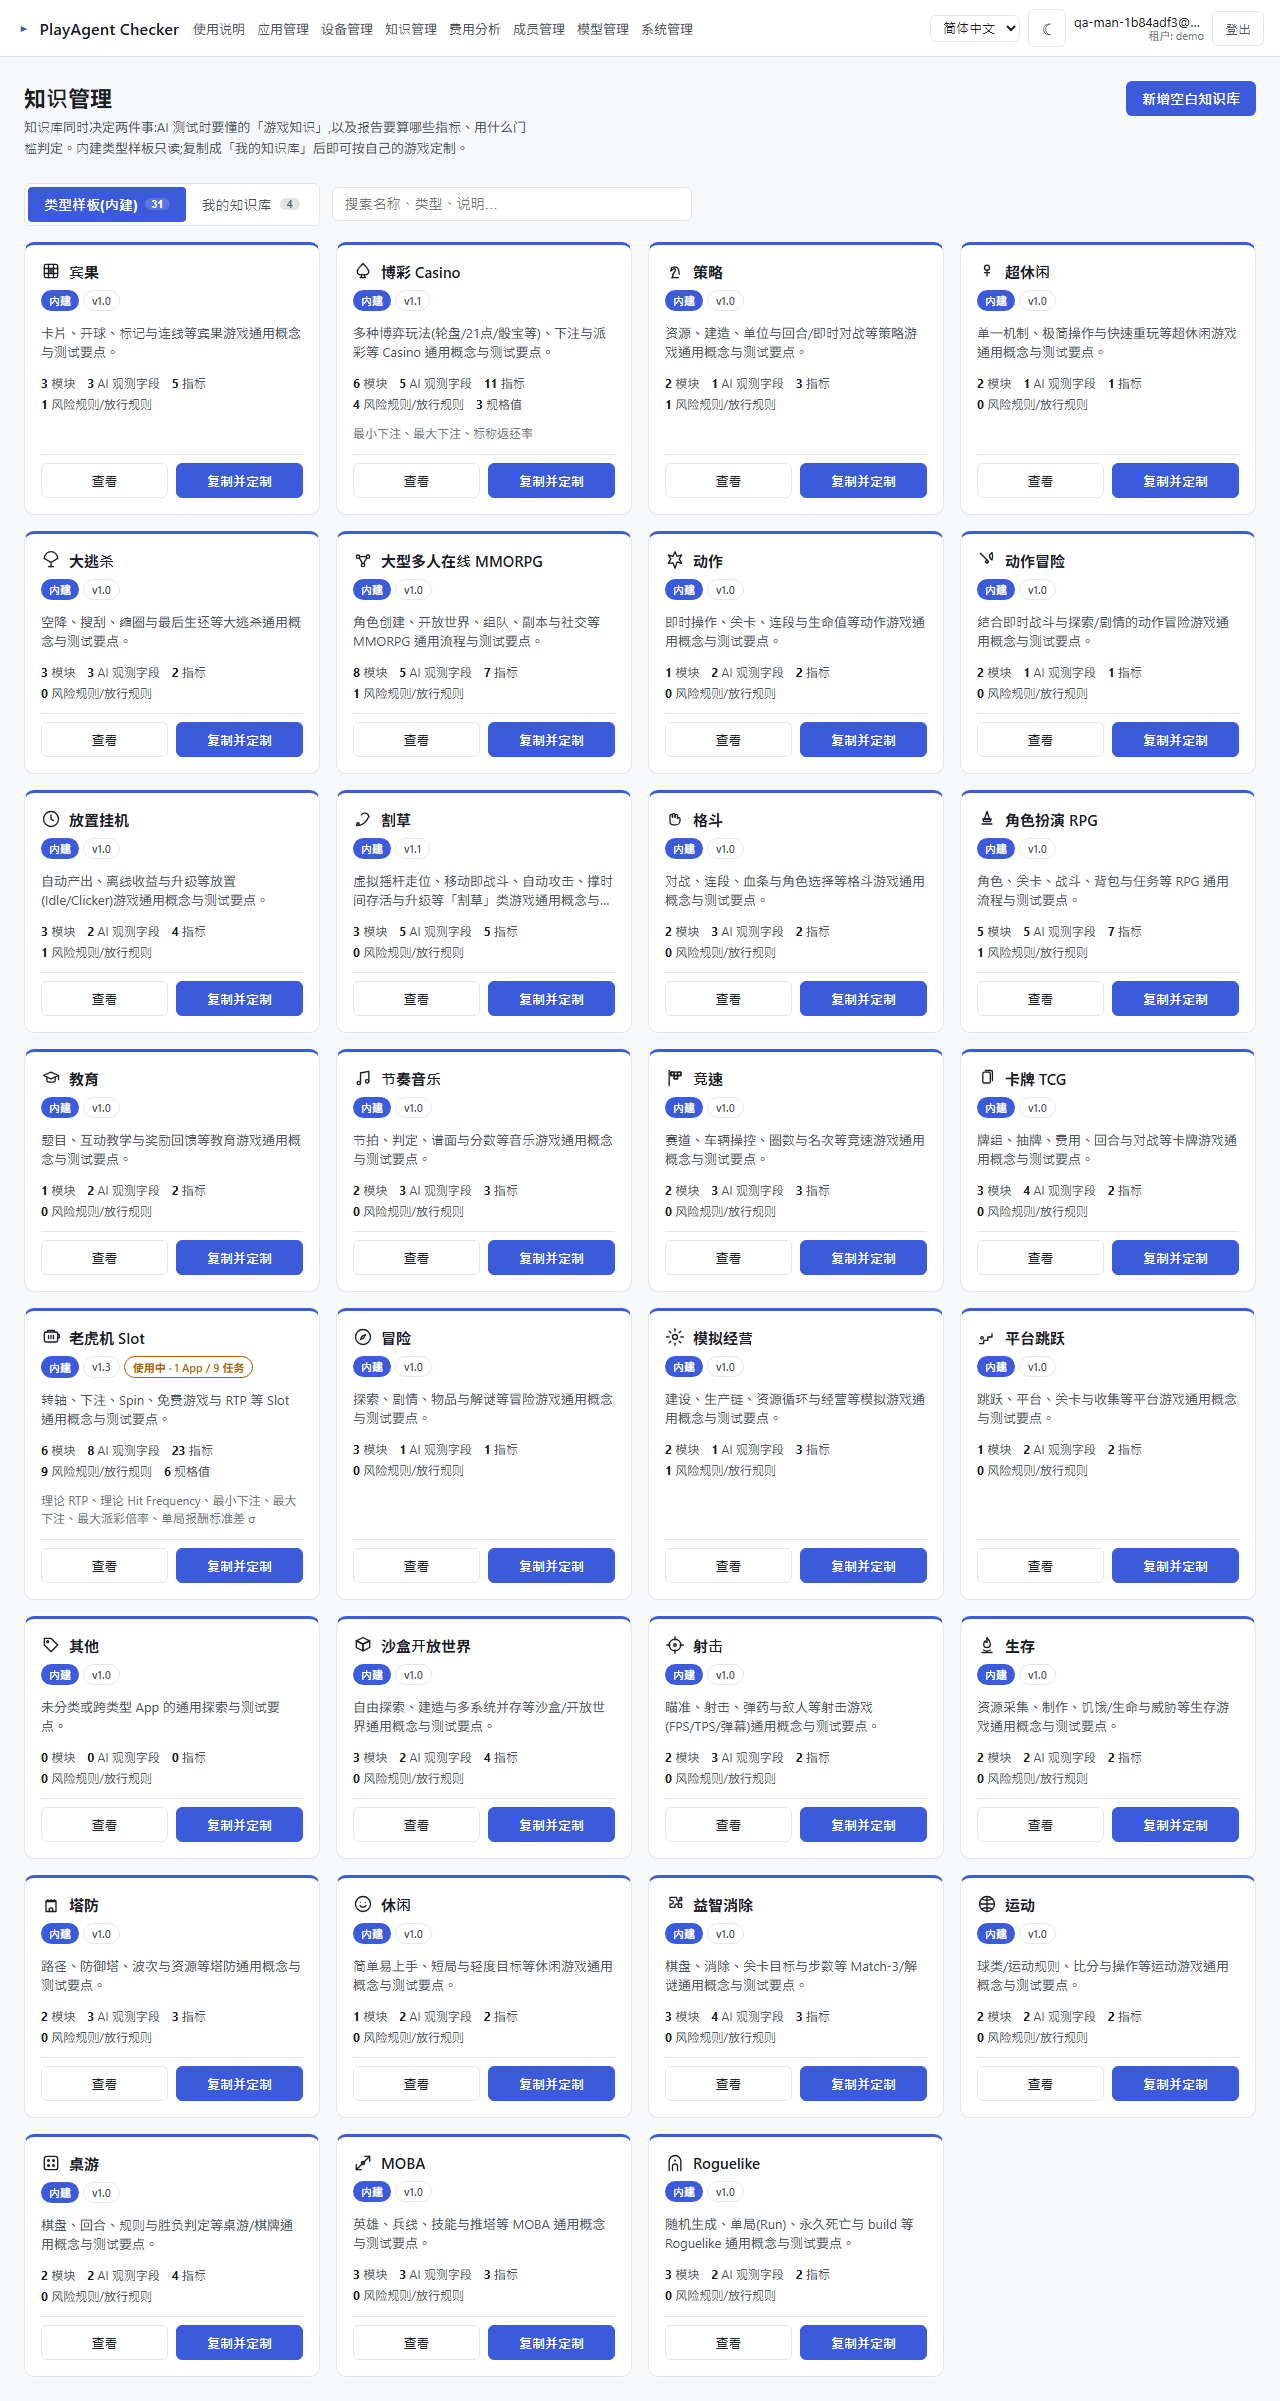 PlayAgent Checker 使用说明 应用管理 设备管理 知识管理 费用分析 成员管理 模型管理 系统管理
简体中文
qa-man-1b84adf3@...
租户: demo
登出
知识管理
新增空白知识库
知识库同时决定两件事:AI 测试时要懂的「游戏知识」,以及报告要算哪些指标、用什么门
槛判定。内建类型样板只读;复制成「我的知识库」后即可按自己的游戏定制。
类型样板(内建) 31 我的知识库 4
搜索名称、类型、说明...
宾果
内建 v1.0
卡片、开球、标记与连线等宾果游戏通用概念
与测试要点。
3 模块 3 AI 观测字段 5 指标
1 风险规则/放行规则
查看 复制并定制
博彩 Casino
内建 v1.1
多种博弈玩法(轮盘/21点/骰宝等)、下注与派
彩等 Casino 通用概念与测试要点。
6 模块 5 AI 观测字段 11 指标
4 风险规则/放行规则 3 规格值
最小下注、最大下注、标称返还率
查看 复制并定制
策略
内建 v1.0
资源、建造、单位与回合/即时对战等策略游
戏通用概念与测试要点。
2 模块 1 AI 观测字段 3 指标
1 风险规则/放行规则
查看 复制并定制
超休闲
内建 v1.0
单一机制、极简操作与快速重玩等超休闲游戏
通用概念与测试要点。
2 模块 1 AI 观测字段 1 指标
0 风险规则/放行规则
查看 复制并定制
大逃杀
内建 v1.0
空降、搜刮、缩圈与最后生还等大逃杀通用概
念与测试要点。
3 模块 3 AI 观测字段 2 指标
0 风险规则/放行规则
查看 复制并定制
大型多人在线 MMORPG
内建 v1.0
角色创建、开放世界、组队、副本与社交等
MMORPG 通用流程与测试要点。
8 模块 5 AI 观测字段 7 指标
1 风险规则/放行规则
查看 复制并定制
动作
内建 v1.0
即时操作、关卡、连段与生命值等动作游戏通
用概念与测试要点。
1 模块 2 AI 观测字段 2 指标
0 风险规则/放行规则
查看 复制并定制
动作冒险
内建 v1.0
结合即时战斗与探索/剧情的动作冒险游戏通
用概念与测试要点。
2 模块 1 AI 观测字段 1 指标
0 风险规则/放行规则
查看 复制并定制
放置挂机
内建 v1.0
自动产出、离线收益与升级等放置
(Idle/Clicker)游戏通用概念与测试要点。
3 模块 2 AI 观测字段 4 指标
1 风险规则/放行规则
查看 复制并定制
割草
内建 v1.1
虚拟摇杆走位、移动即战斗、自动攻击、撑时
间存活与升级等「割草」类游戏通用概念与...
3 模块 5 AI 观测字段 5 指标
0 风险规则/放行规则
查看 复制并定制
格斗
内建 v1.0
对战、连段、血条与角色选择等格斗游戏通用
概念与测试要点。
2 模块 3 AI 观测字段 2 指标
0 风险规则/放行规则
查看 复制并定制
角色扮演 RPG
内建 v1.0
角色、关卡、战斗、背包与任务等 RPG 通用
流程与测试要点。
5 模块 5 AI 观测字段 7 指标
1 风险规则/放行规则
查看 复制并定制
教育
内建 v1.0
题目、互动教学与奖励回馈等教育游戏通用概
念与测试要点。
1 模块 2 AI 观测字段 2 指标
0 风险规则/放行规则
查看 复制并定制
节奏音乐
内建 v1.0
节拍、判定、谱面与分数等音乐游戏通用概念
与测试要点。
2 模块 3 AI 观测字段 3 指标
0 风险规则/放行规则
查看 复制并定制
竞速
内建 v1.0
赛道、车辆操控、圈数与名次等竞速游戏通用
概念与测试要点。
2 模块 3 AI 观测字段 3 指标
0 风险规则/放行规则
查看 复制并定制
卡牌 TCG
内建 v1.0
牌组、抽牌、费用、回合与对战等卡牌游戏通
用概念与测试要点。
3 模块 4 AI 观测字段 2 指标
0 风险规则/放行规则
查看 复制并定制
老虎机 Slot
内建 v1.3 使用中 · 1 App / 9 任务
转轴、下注、Spin、免费游戏与 RTP 等 Slot
通用概念与测试要点。
6 模块 8 AI 观测字段 23 指标
9 风险规则/放行规则 6 规格值
理论 RTP、理论 Hit Frequency、最小下注、最大
下注、最大派彩倍率、单局报酬标准差 σ
查看 复制并定制
冒险
内建 v1.0
探索、剧情、物品与解谜等冒险游戏通用概念
与测试要点。
3 模块 1 AI 观测字段 1 指标
0 风险规则/放行规则
查看 复制并定制
模拟经营
内建 v1.0
建设、生产链、资源循环与经营等模拟游戏通
用概念与测试要点。
2 模块 1 AI 观测字段 3 指标
1 风险规则/放行规则
查看 复制并定制
平台跳跃
内建 v1.0
跳跃、平台、关卡与收集等平台游戏通用概念
与测试要点。
1 模块 2 AI 观测字段 2 指标
0 风险规则/放行规则
查看 复制并定制
其他
内建 v1.0
未分类或跨类型 App 的通用探索与测试要
点。
0 模块 0 AI 观测字段 0 指标
0 风险规则/放行规则
查看 复制并定制
沙盒开放世界
内建 v1.0
自由探索、建造与多系统并存等沙盒/开放世
界通用概念与测试要点。
3 模块 2 AI 观测字段 4 指标
0 风险规则/放行规则
查看 复制并定制
射击
内建 v1.0
瞄准、射击、弹药与敌人等射击游戏
(FPS/TPS/弹幕)通用概念与测试要点。
2 模块 3 AI 观测字段 2 指标
0 风险规则/放行规则
查看 复制并定制
生存
内建 v1.0
资源采集、制作、饥饿/生命与威胁等生存游
戏通用概念与测试要点。
2 模块 2 AI 观测字段 2 指标
0 风险规则/放行规则
查看 复制并定制
塔防
内建 v1.0
路径、防御塔、波次与资源等塔防通用概念与
测试要点。
2 模块 3 AI 观测字段 3 指标
0 风险规则/放行规则
查看 复制并定制
休闲
内建 v1.0
简单易上手、短局与轻度目标等休闲游戏通用
概念与测试要点。
1 模块 2 AI 观测字段 2 指标
0 风险规则/放行规则
查看 复制并定制
益智消除
内建 v1.0
棋盘、消除、关卡目标与步数等 Match-3/解
谜通用概念与测试要点。
3 模块 4 AI 观测字段 3 指标
0 风险规则/放行规则
查看 复制并定制
运动
内建 v1.0
球类/运动规则、比分与操作等运动游戏通用
概念与测试要点。
2 模块 2 AI 观测字段 2 指标
0 风险规则/放行规则
查看 复制并定制
桌游
内建 v1.0
棋盘、回合、规则与胜负判定等桌游/棋牌通
用概念与测试要点。
2 模块 2 AI 观测字段 4 指标
0 风险规则/放行规则
查看 复制并定制
MOBA
内建 v1.0
英雄、兵线、技能与推塔等 MOBA 通用概念
与测试要点。
3 模块 3 AI 观测字段 3 指标
0 风险规则/放行规则
查看 复制并定制
Roguelike
内建 v1.0
随机生成、单局(Run)、永久死亡与 build 等
Roguelike 通用概念与测试要点。
3 模块 2 AI 观测字段 2 指标
0 风险规则/放行规则
查看 复制并定制